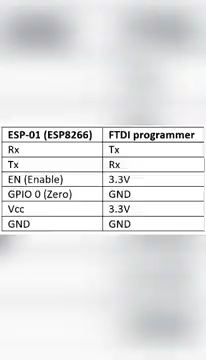 ESP-01 (ESP8266) FTDI programmer
Rx Tx
Tx Rx
EN (Enable) 3.3V
GPIO 0 (Zero) GND
Vcc 3.3V
GND GND